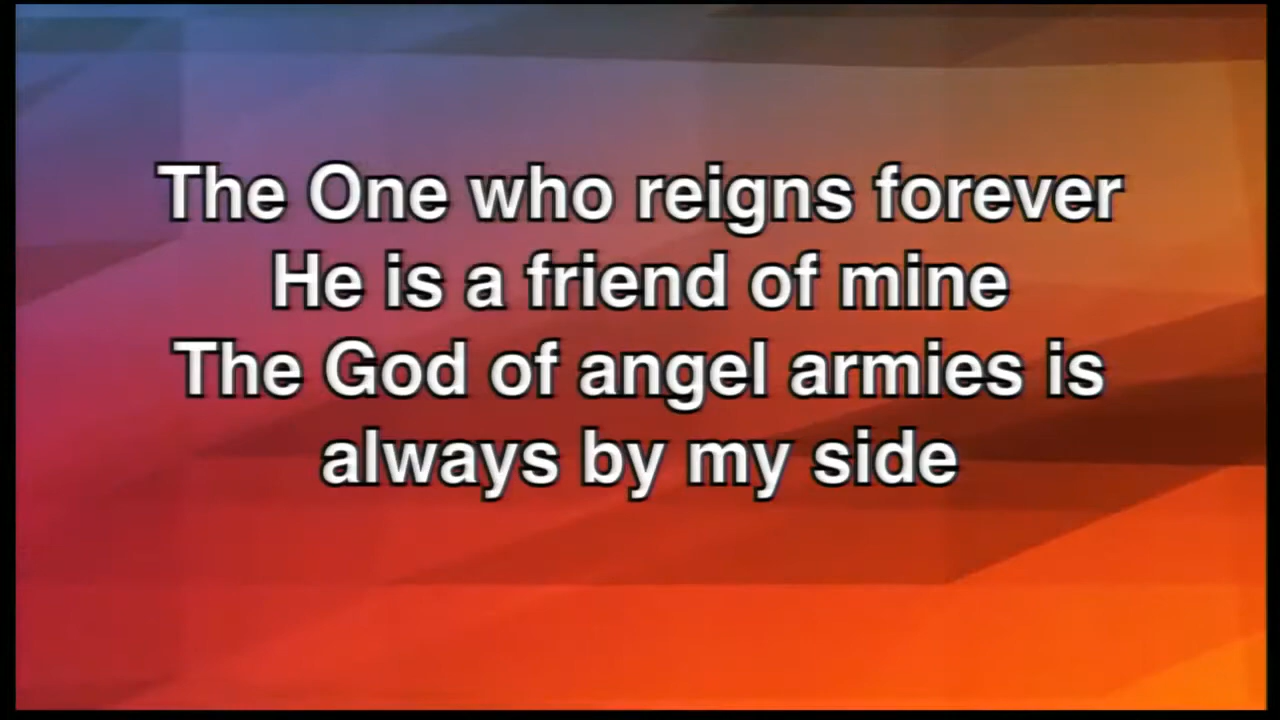 The One who reigns forever
He is a friend of mine
The God of angel armies is
always by my side